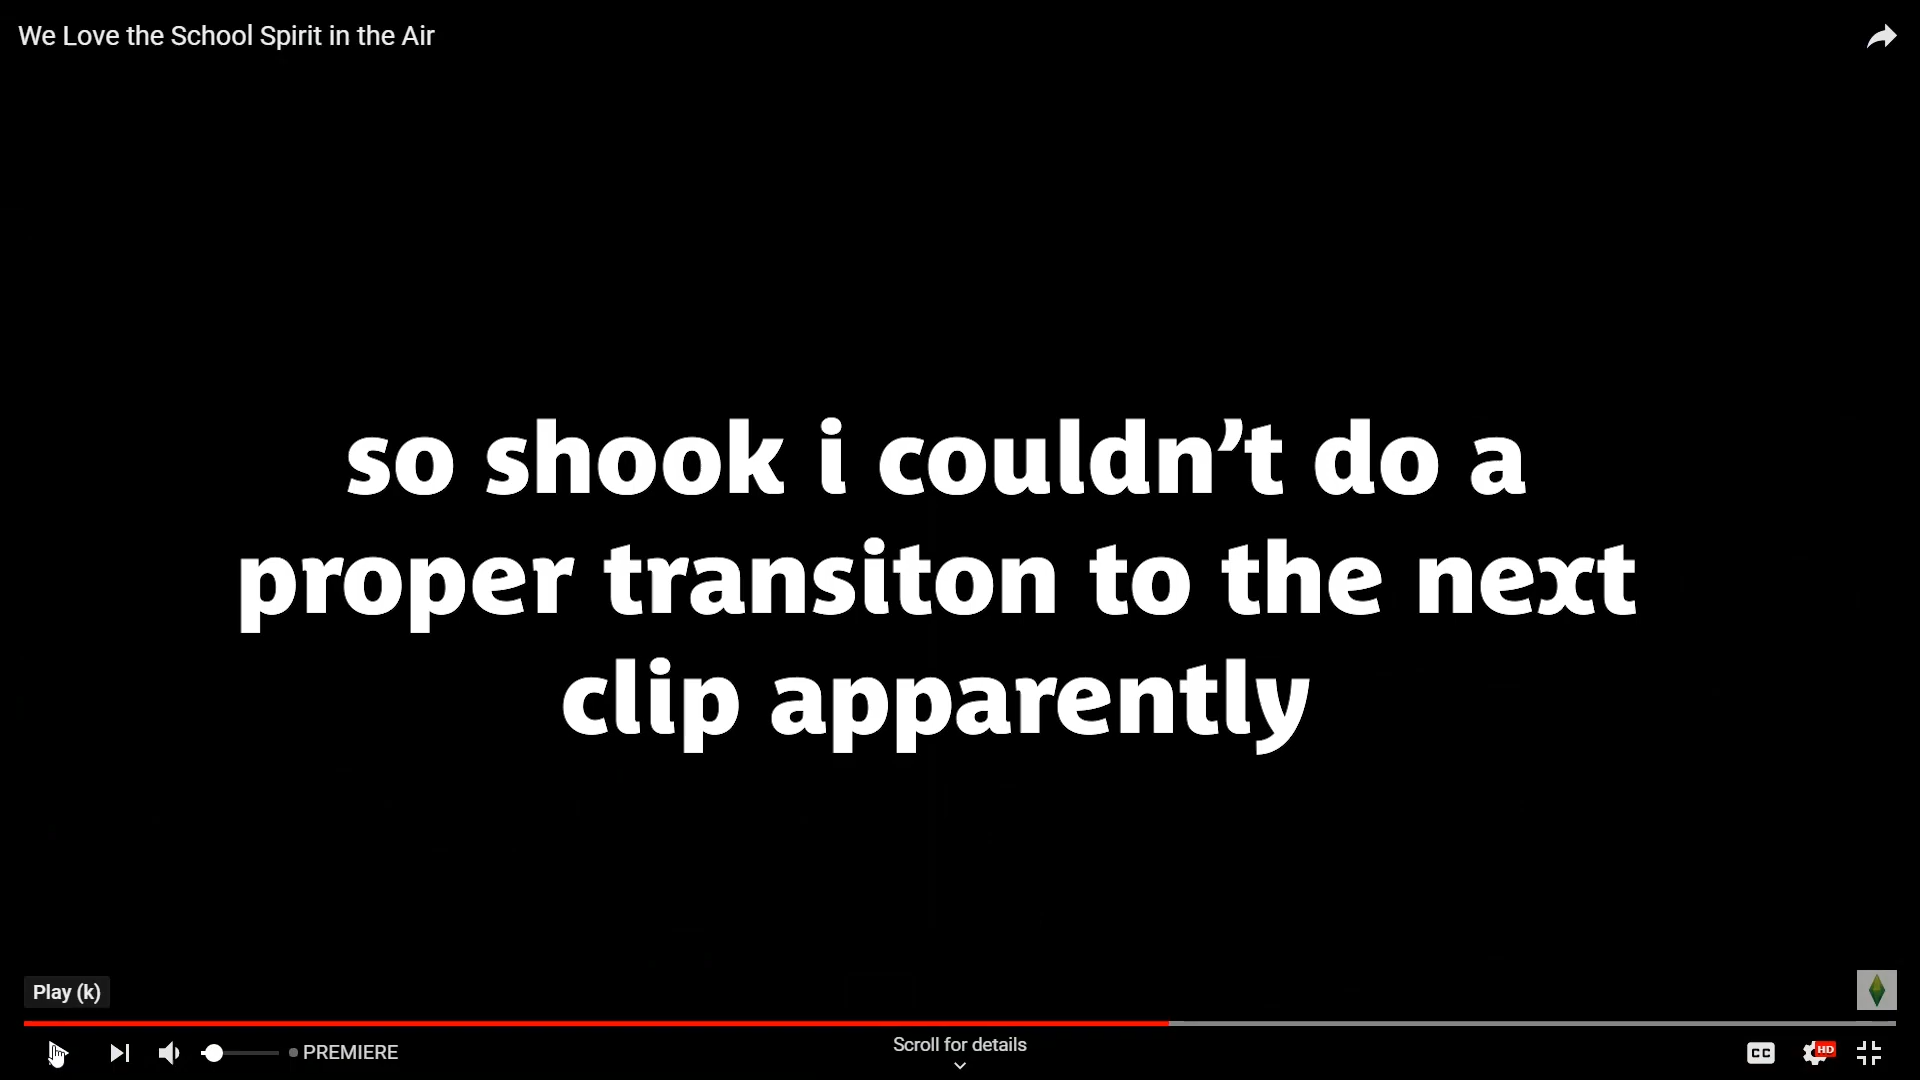 We Love the School Spirit in the Air
so shook i couldn't do a
proper transiton to the next
clip apparently
Play (k)
PREMIERE
Scroll for details
CC
HD